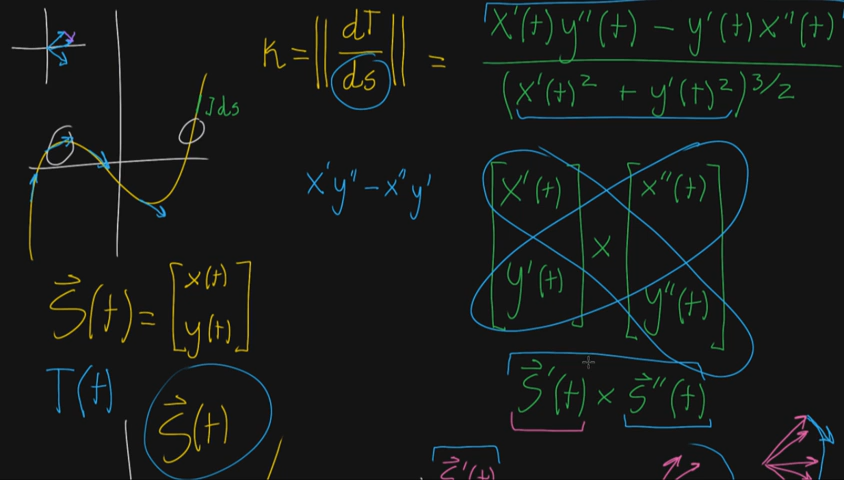 κ = ||dT/ds|| = x'(t) y''(t) - y'(t) x''(t) / (x'(t)² + y'(t)²)^3/2
] ds
x'y'' - x''y'
[x'(t) y'(t)] × [x''(t) y''(t)]
S⃗(t) = [x(t) y(t)]
T(t)
S⃗'(t) × S⃗''(t)
S⃗(t)
S⃗'(t)